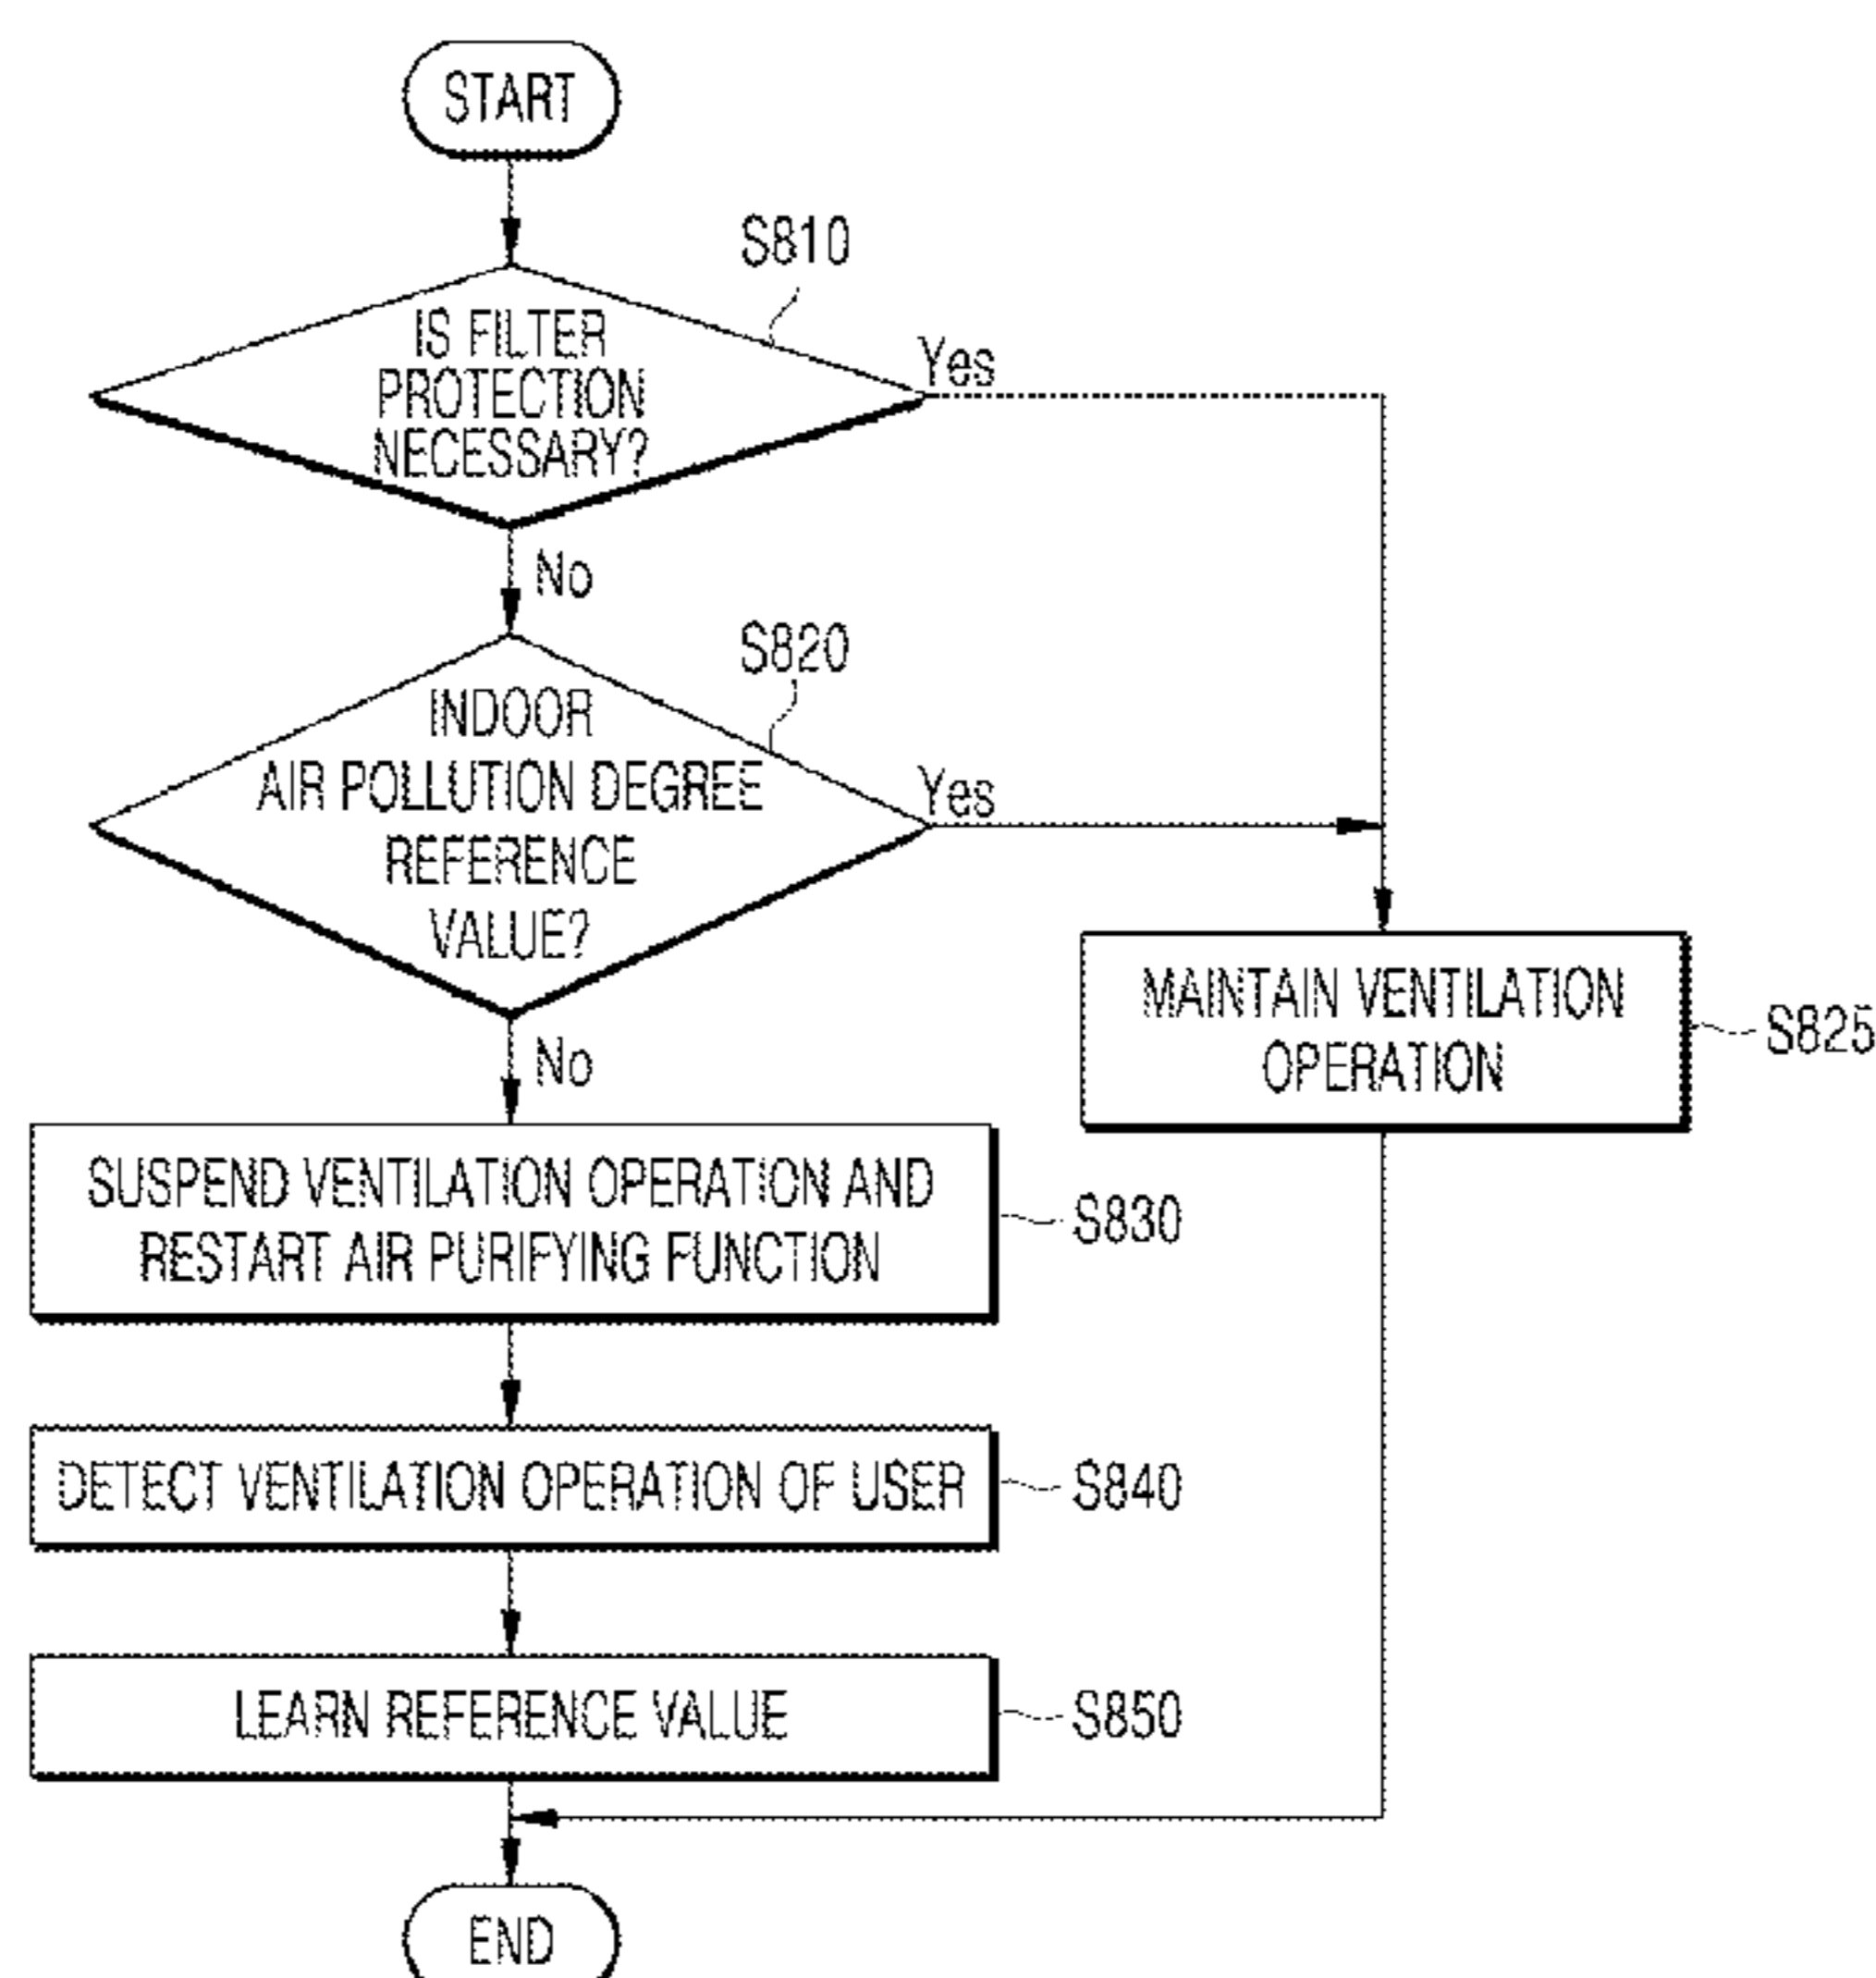 START
S810
IS FILTER
PROTECTION
NECESSARY?
Yes
No
S820
INDOOR
AIR POLLUTION DEGREE
REFERENCE
VALUE?
Yes
No
MAINTAIN VENTILATION
OPERATION
S825
SUSPEND VENTILATION OPERATION AND
RESTART AIR PURIFYING FUNCTION
S830
DETECT VENTILATION OPERATION OF USER
S840
LEARN REFERENCE VALUE
S850
END